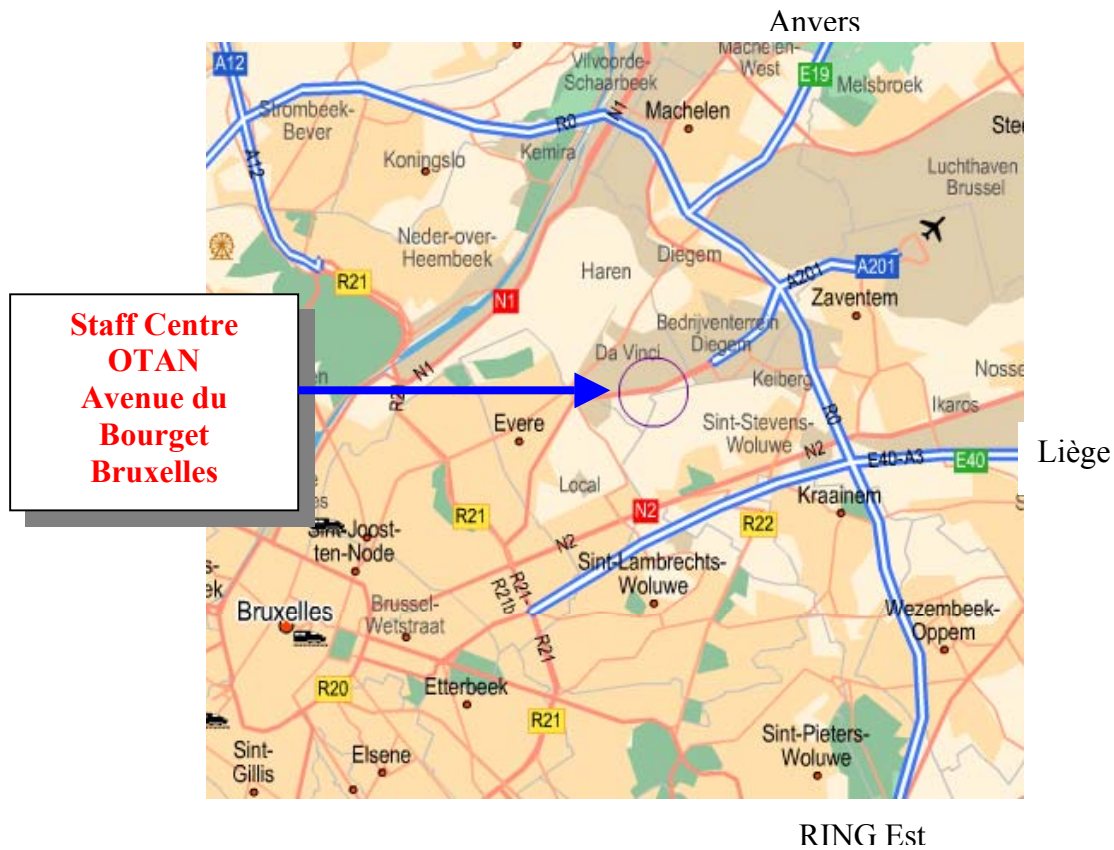 Anvers
A12
Vilvoorde-
Schaarbeek
N1
Machelen-
West
E19
Melsbroek
Strombeek-
Bever
R0
Machelen
Koningslo
Kemira
A12
Luchthaven
Brussel
Neder-over-
Heembeek
Haren
Diegem
A201
A201
R21
N1
Zaventem
Bedrijventerrein
Diegem
Da Vinci
Staff Centre
OTAN
Avenue du
Bourget
Bruxelles
N1
R21
Keiberg
Nosse
R0
Ikaros
Evere
Sint-Stevens-
Woluwe
N2
E40-A3
E40
Liège
Local
Kraainem
N2
R21
R22
Sint-Joost-
ten-Node
N2
Sint-Lambrechts-
Woluwe
R21-
R21b
Bruxelles
Brussel-
Wetstraat
Wezembeek-
Oppem
R21
R20
Etterbeek
R21
Sint-Pieters-
Woluwe
Sint-
Gillis
Elsene
RING Est